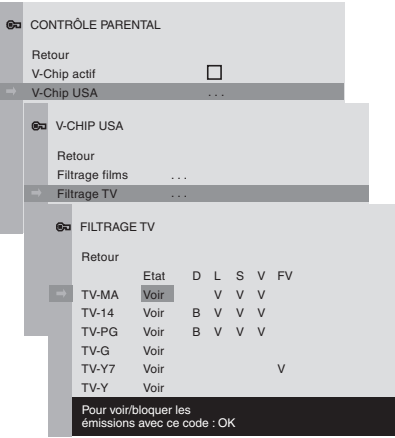 CONTRÔLE PARENTAL
Retour
V-Chip actif
V-Chip USA ...
V-CHIP USA
Retour
Filtrage films ...
Filtrage TV ...
FILTRAGE TV
Retour
Etat D L S V FV
TV-MA Voir V V V
TV-14 Voir B V V V
TV-PG Voir B V V V
TV-G Voir
TV-Y7 Voir V
TV-Y Voir
Pour voir/bloquer les
émissions avec ce code : OK